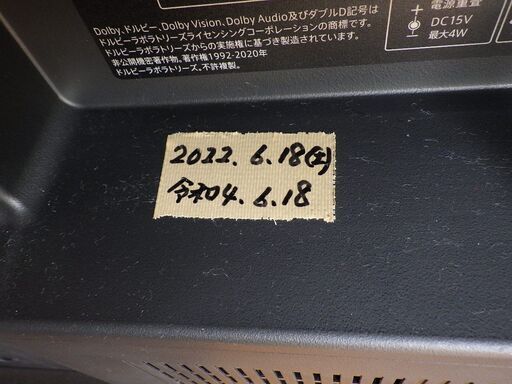 Dolby、ドルビー、Dolby Vision、Dolby Audio及びダブルD記号は
ドルビーラボラトリーズライセンシングコーポレーションの商標です。
ドルビーラボラトリーズからの実施権に基づき製造されています。
非公開機密著作物。著作権1992-2020年
ドルビーラボラトリーズ。不許複製。
電源重畳
DC15V
最大4W
2022.6.18(土)
令和04.6.18